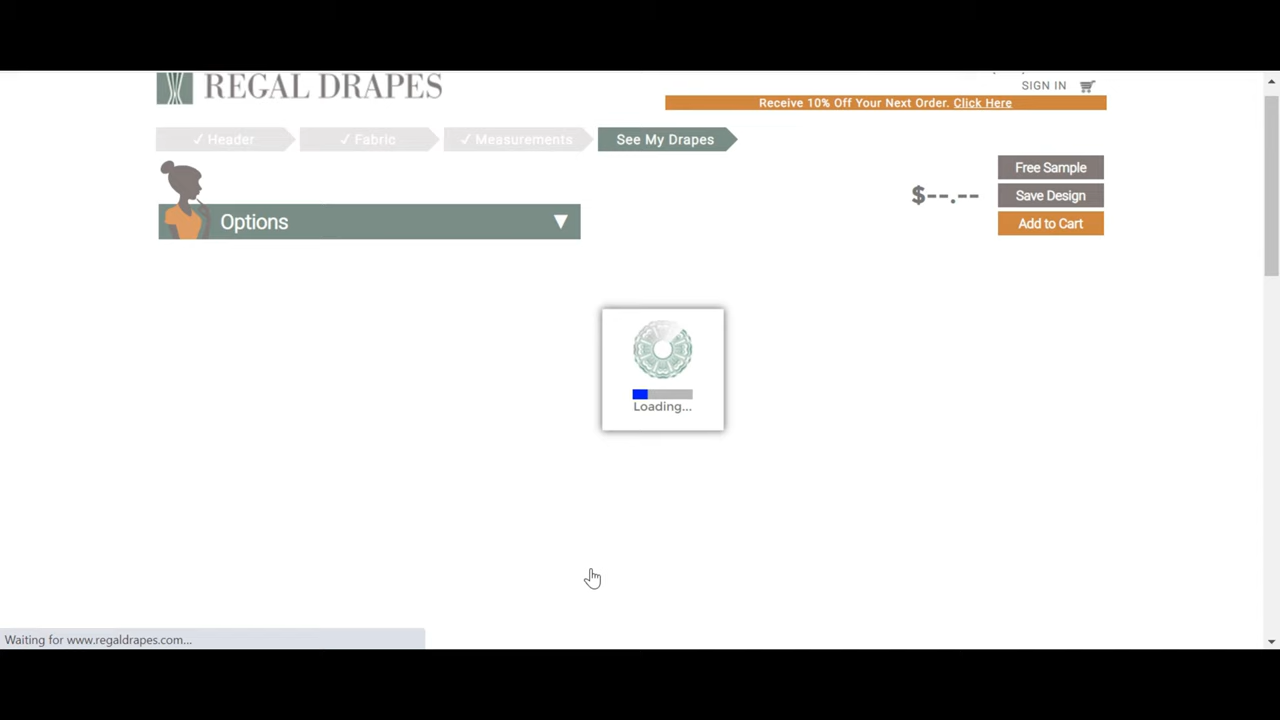 REGAL DRAPES
SIGN IN
Receive 10% Off Your Next Order. Click Here
✓ Header
✓ Fabric
✓ Measurements
See My Drapes
Options ▼
$--.--
Free Sample
Save Design
Add to Cart
Loading...
Waiting for www.regaldrapes.com...